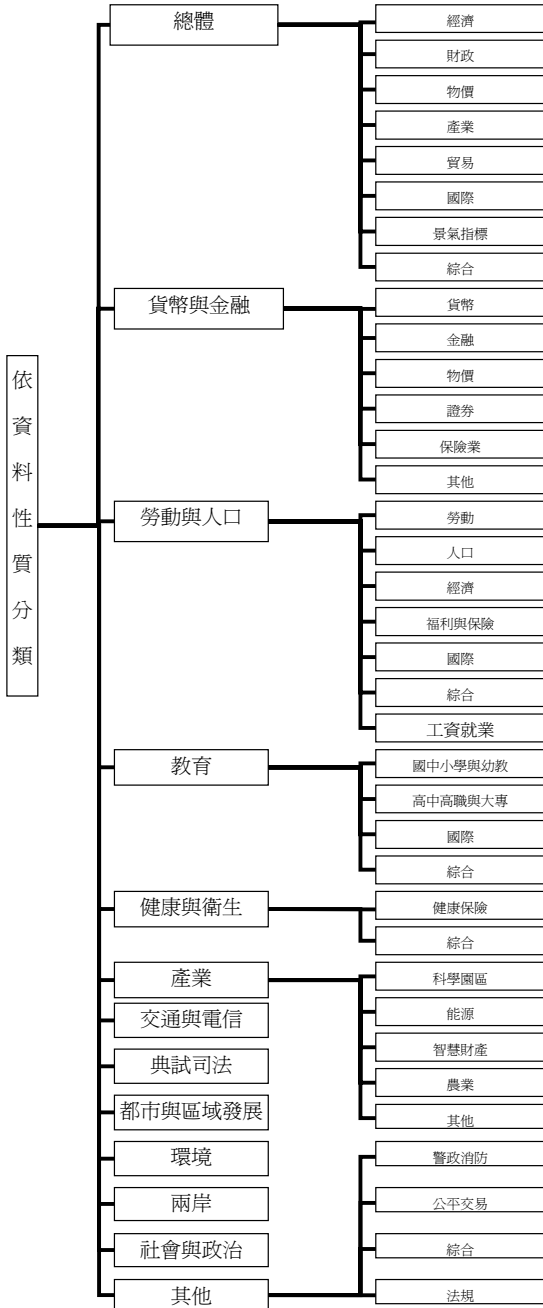 依資料性質分類
總體
經濟
財政
物價
產業
貿易
國際
景氣指標
綜合
貨幣與金融
貨幣
金融
物價
證券
保險業
其他
勞動與人口
勞動
人口
經濟
福利與保險
國際
綜合
工資就業
教育
國中小學與幼教
高中高職與大專
國際
綜合
健康與衛生
健康保險
綜合
產業
科學園區
能源
智慧財產
農業
其他
交通與電信
典試司法
都市與區域發展
環境
兩岸
社會與政治
其他
警政消防
公平交易
綜合
法規